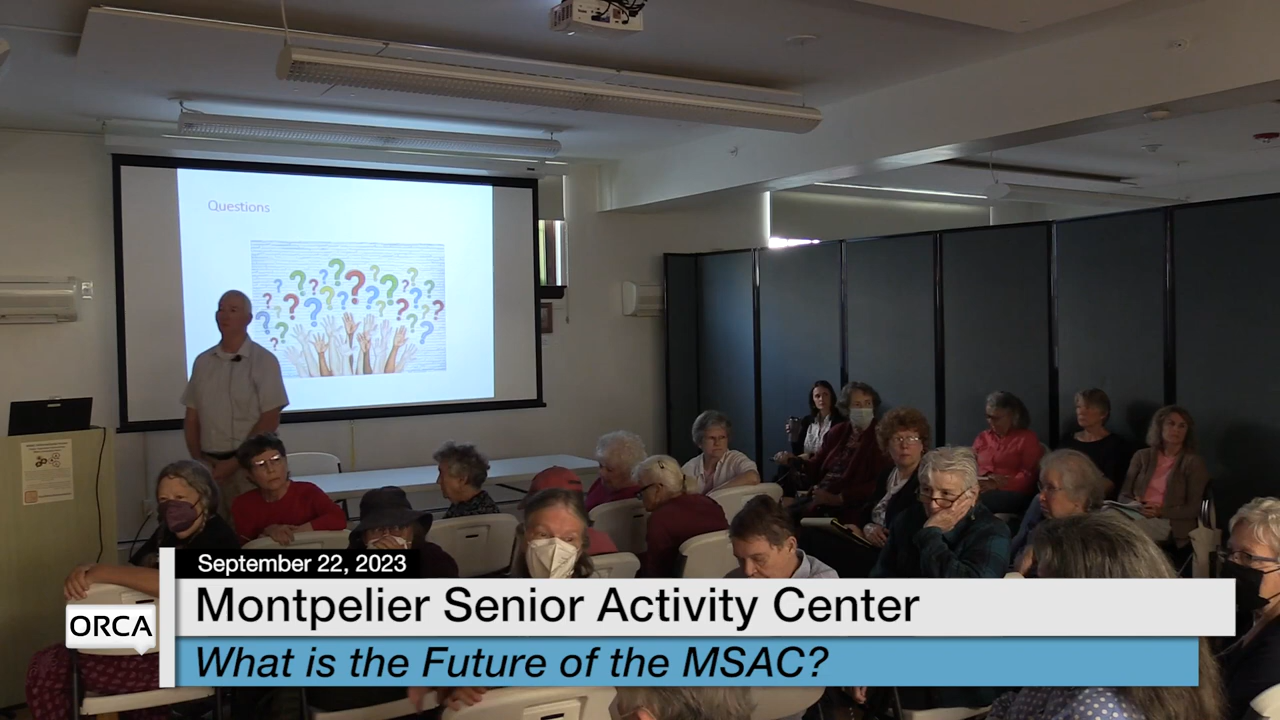 Questions
September 22, 2023
Montpelier Senior Activity Center
ORCA
What is the Future of the MSAC?